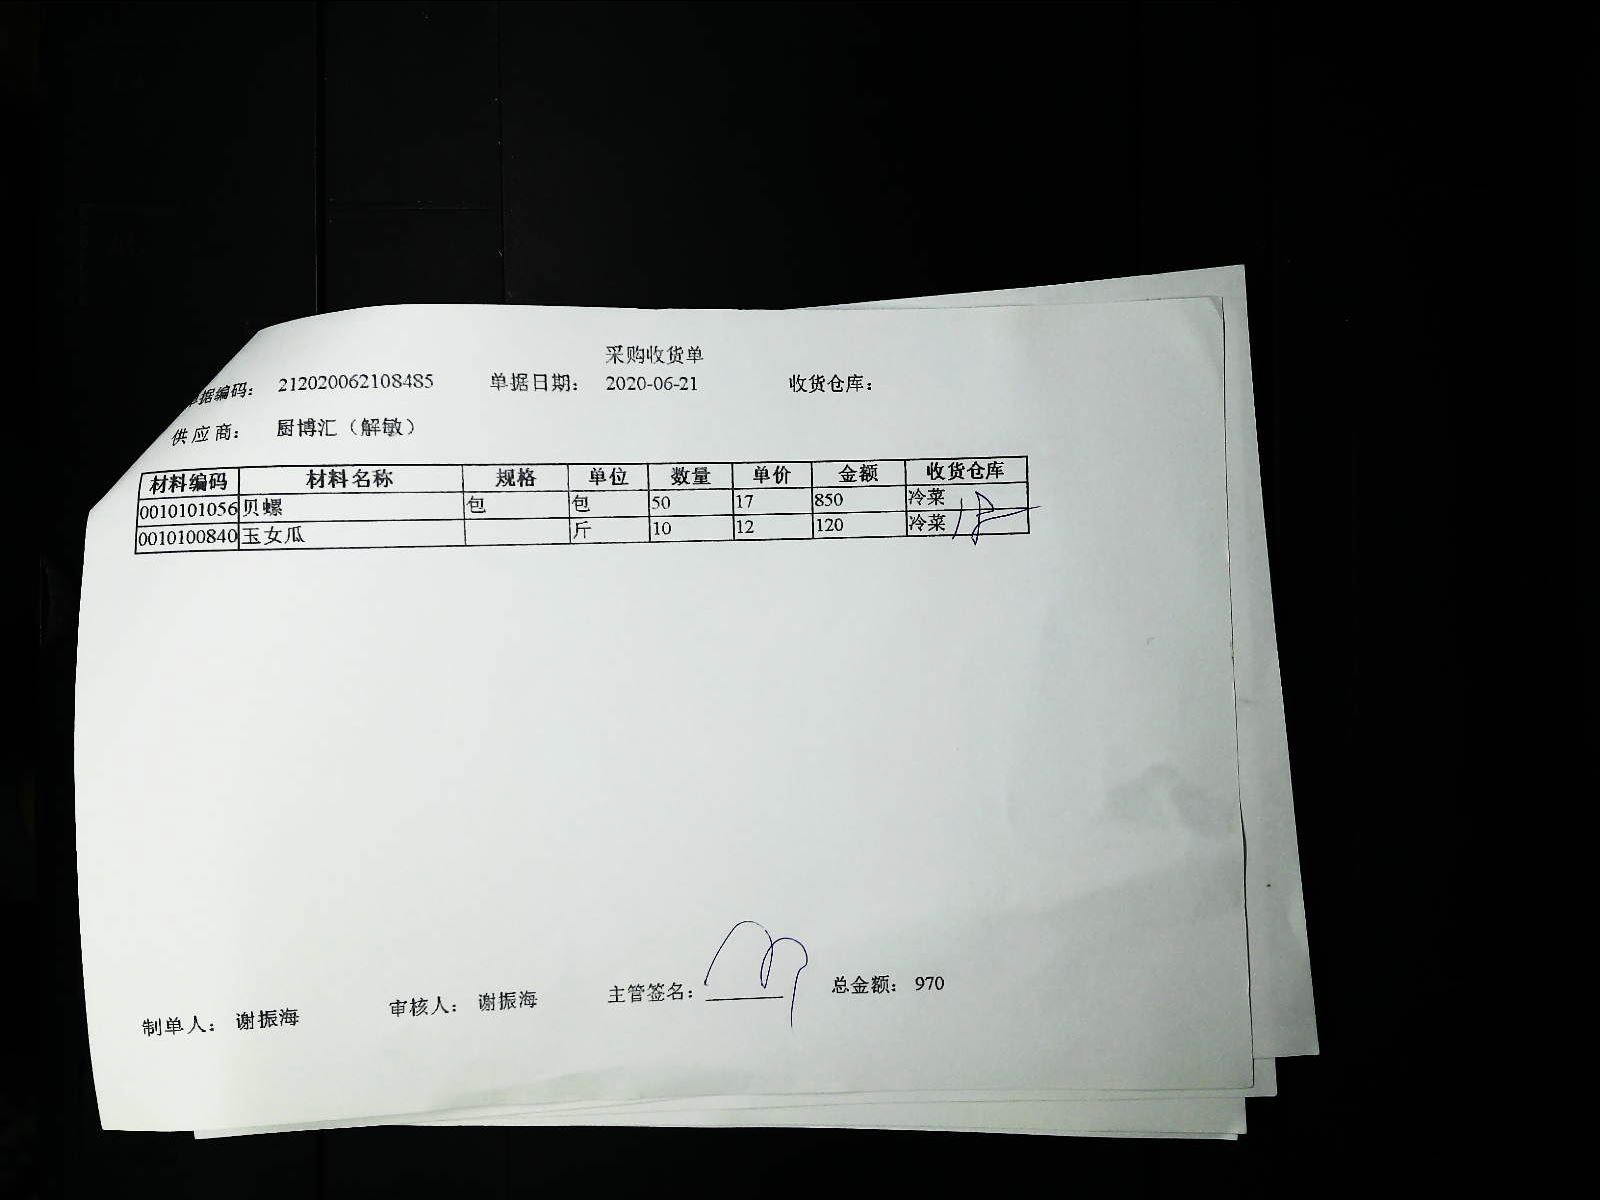 采购收货单
单据编码： 212020062108485 单据日期： 2020-06-21 收货仓库：
供应商： 厨博汇（解敏）
材料编码 材料名称 规格 单位 数量 单价 金额 收货仓库
0010101056 贝螺 包 包 50 17 850 冷菜
0010100840 玉女瓜 斤 10 12 120 冷菜
制单人： 谢振海 审核人： 谢振海 主管签名： 总金额： 970